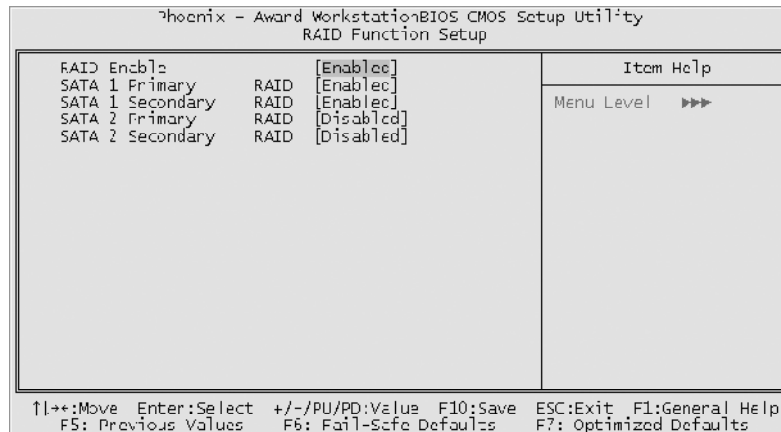 Phoenix – Award WorkstationBIOS CMOS Setup Utility
RAID Function Setup
RAID Enable [Enabled]
SATA 1 Primary RAID [Enabled]
SATA 1 Secondary RAID [Enabled]
SATA 2 Primary RAID [Disabled]
SATA 2 Secondary RAID [Disabled]
Item Help
Menu Level ▶▶▶
↑↓→←:Move Enter:Select +/-/PU/PD:Value F10:Save ESC:Exit F1:General Help
F5: Previous Values F6: Fail-Safe Defaults F7: Optimized Defaults